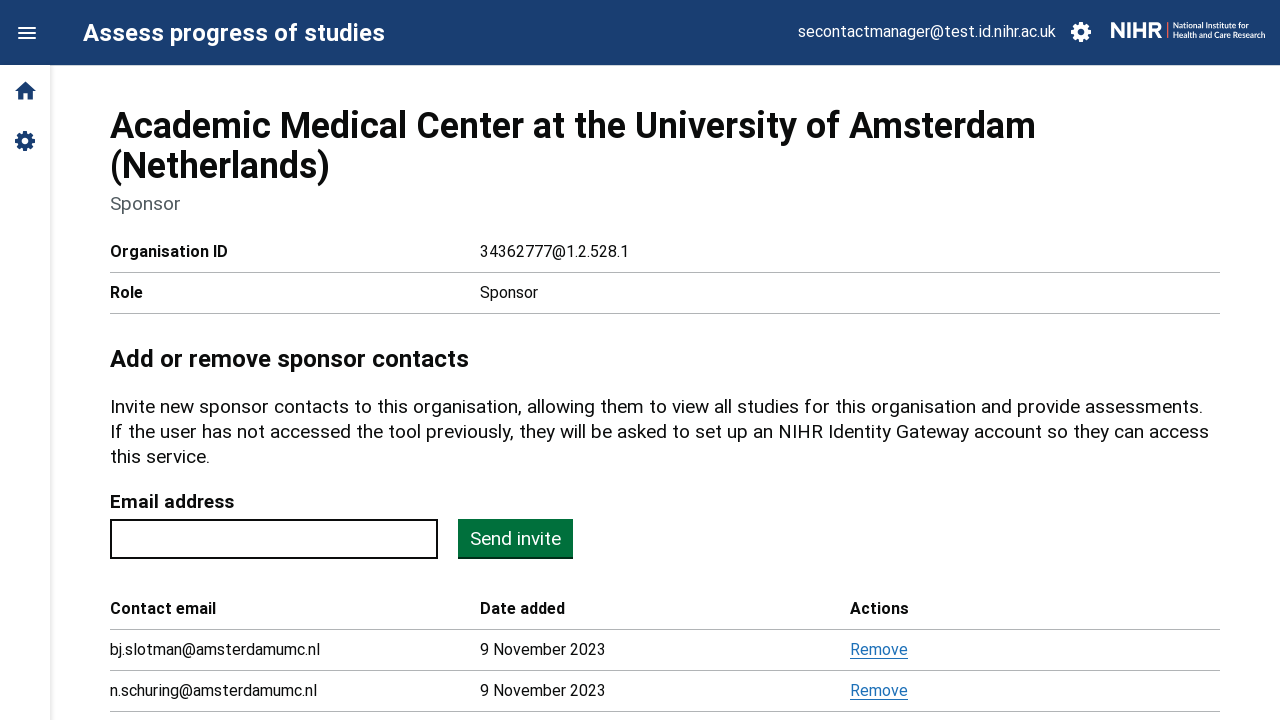 Assess progress of studies
secontactmanager@test.id.nihr.ac.uk
NIHR | National Institute for
Health and Care Research
Academic Medical Center at the University of Amsterdam
(Netherlands)
Sponsor
Organisation ID 34362777@1.2.528.1
Role Sponsor
Add or remove sponsor contacts
Invite new sponsor contacts to this organisation, allowing them to view all studies for this organisation and provide assessments.
If the user has not accessed the tool previously, they will be asked to set up an NIHR Identity Gateway account so they can access
this service.
Email address
Send invite
Contact email Date added Actions
bj.slotman@amsterdamumc.nl 9 November 2023 Remove
n.schuring@amsterdamumc.nl 9 November 2023 Remove